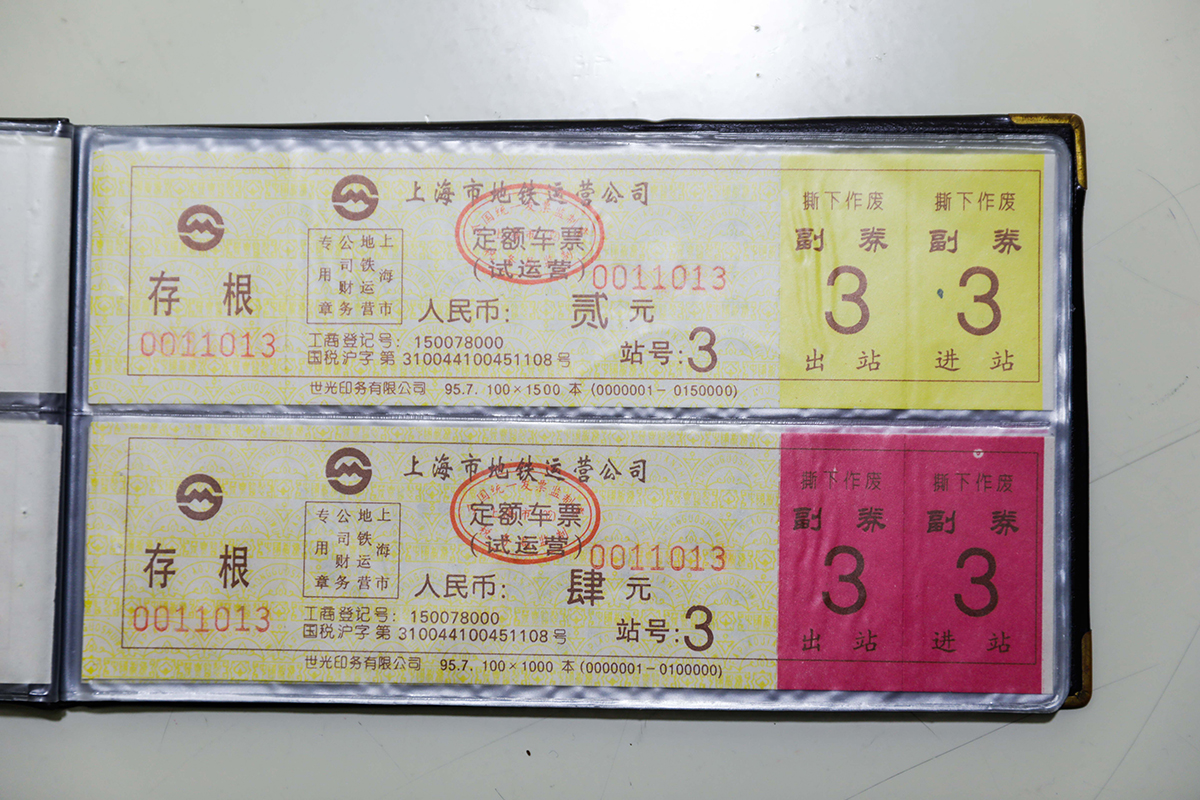 存 根
0011013
上海市地铁运营公司
定额车票
(试运营)
0011013
上海市
地铁运营
公司财务
专用章
人民币: 贰 元
工商登记号: 150078000
国税沪字第 310044100451108 号
站号:3
世光印务有限公司 95.7. 100×1500 本 (0000001-0150000)
撕下作废
副 券
3
出 站
撕下作废
副 券
3
进 站
存 根
0011013
上海市地铁运营公司
定额车票
(试运营)
0011013
上海市
地铁运营
公司财务
专用章
人民币: 肆 元
工商登记号: 150078000
国税沪字第 310044100451108 号
站号:3
世光印务有限公司 95.7. 100×1000 本 (0000001-0100000)
撕下作废
副 券
3
出 站
撕下作废
副 券
3
进 站